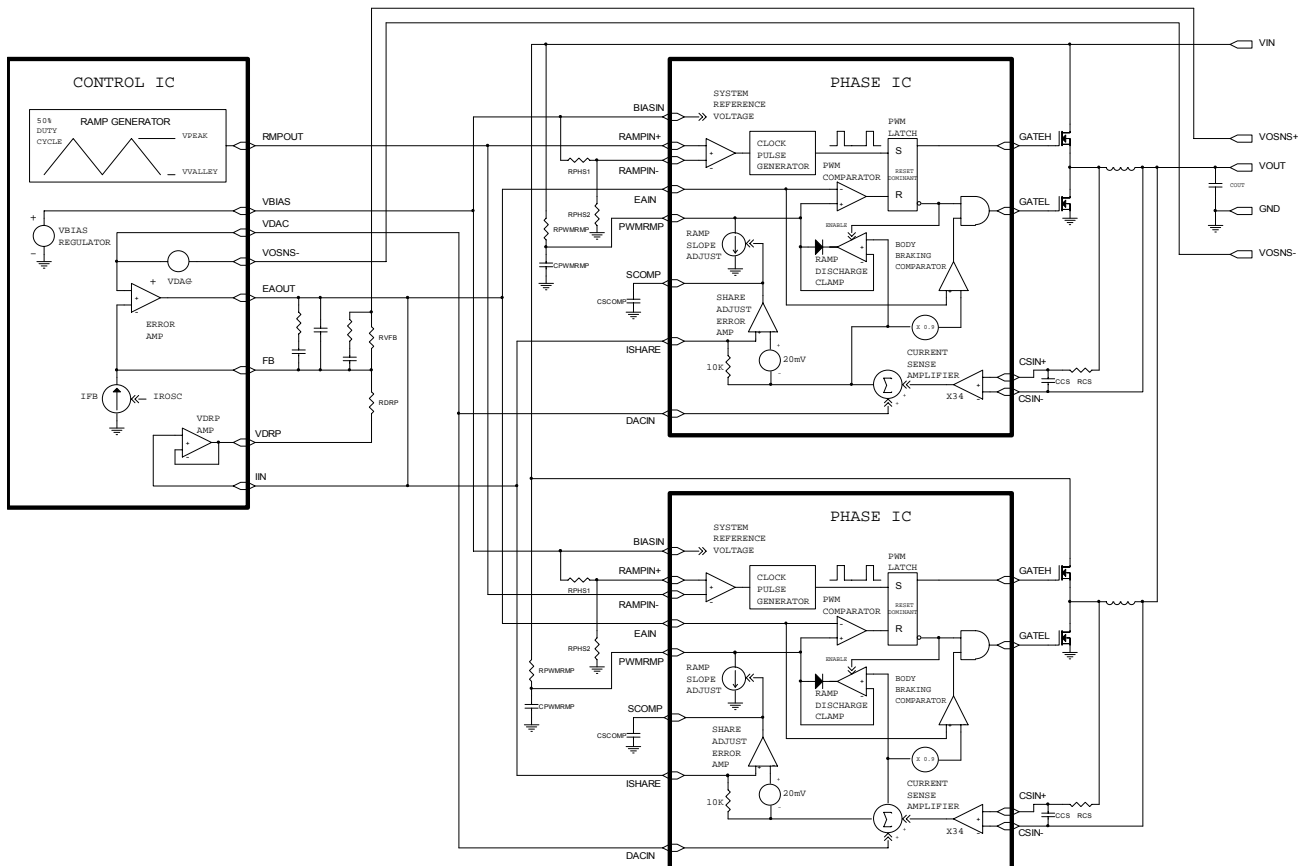 CONTROL IC
50%
DUTY
CYCLE
RAMP GENERATOR
VPEAK
VVALLEY
RMPOUT
VBIAS
+
-
VBIAS
REGULATOR
VDAC
VOSNS-
VDAC
+
-
EAOUT
+
-
ERROR
AMP
RVFB
FB
IFB
IROSC
RDRP
VDRP
AMP
+
-
VDRP
IIN
PHASE IC
BIASIN
SYSTEM
REFERENCE
VOLTAGE
RAMPIN+
RAMPIN-
+
-
CLOCK
PULSE
GENERATOR
PWM
LATCH
S
RESET
DOMINANT
R
PWM
COMPARATOR
-
+
RPHS1
RPHS2
EAIN
PWMRMP
RPWMRMP
CPWMRMP
RAMP
SLOPE
ADJUST
ENABLE
+
-
RAMP
DISCHARGE
CLAMP
BODY
BRAKING
COMPARATOR
-
+
SCOMP
CSCOMP
SHARE
ADJUST
ERROR
AMP
-
+
X 0.9
ISHARE
10K
+
-
20mV
CURRENT
SENSE
AMPLIFIER
Σ
+
+
X34
+
-
DACIN
GATEH
GATEL
CSIN+
CCS
RCS
CSIN-
VIN
VOSNS+
VOUT
COUT
GND
VOSNS-
PHASE IC
BIASIN
SYSTEM
REFERENCE
VOLTAGE
RAMPIN+
RAMPIN-
+
-
CLOCK
PULSE
GENERATOR
PWM
LATCH
S
RESET
DOMINANT
R
PWM
COMPARATOR
-
+
RPHS1
RPHS2
EAIN
PWMRMP
RPWMRMP
CPWMRMP
RAMP
SLOPE
ADJUST
ENABLE
+
-
RAMP
DISCHARGE
CLAMP
BODY
BRAKING
COMPARATOR
-
+
SCOMP
CSCOMP
SHARE
ADJUST
ERROR
AMP
-
+
X 0.9
ISHARE
10K
+
-
20mV
CURRENT
SENSE
AMPLIFIER
Σ
+
+
X34
+
-
DACIN
GATEH
GATEL
CSIN+
CCS
RCS
CSIN-